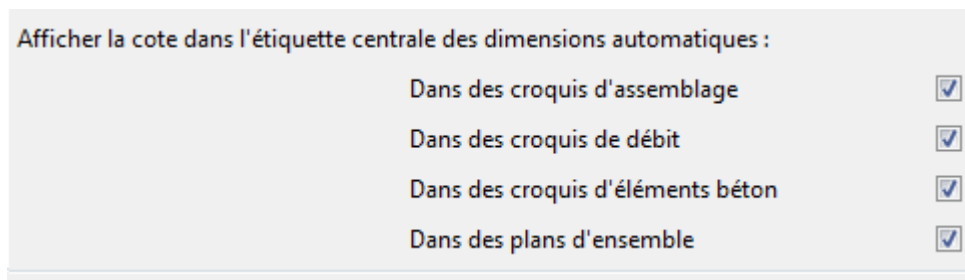 Afficher la cote dans l'étiquette centrale des dimensions automatiques :
Dans des croquis d'assemblage
Dans des croquis de débit
Dans des croquis d'éléments béton
Dans des plans d'ensemble